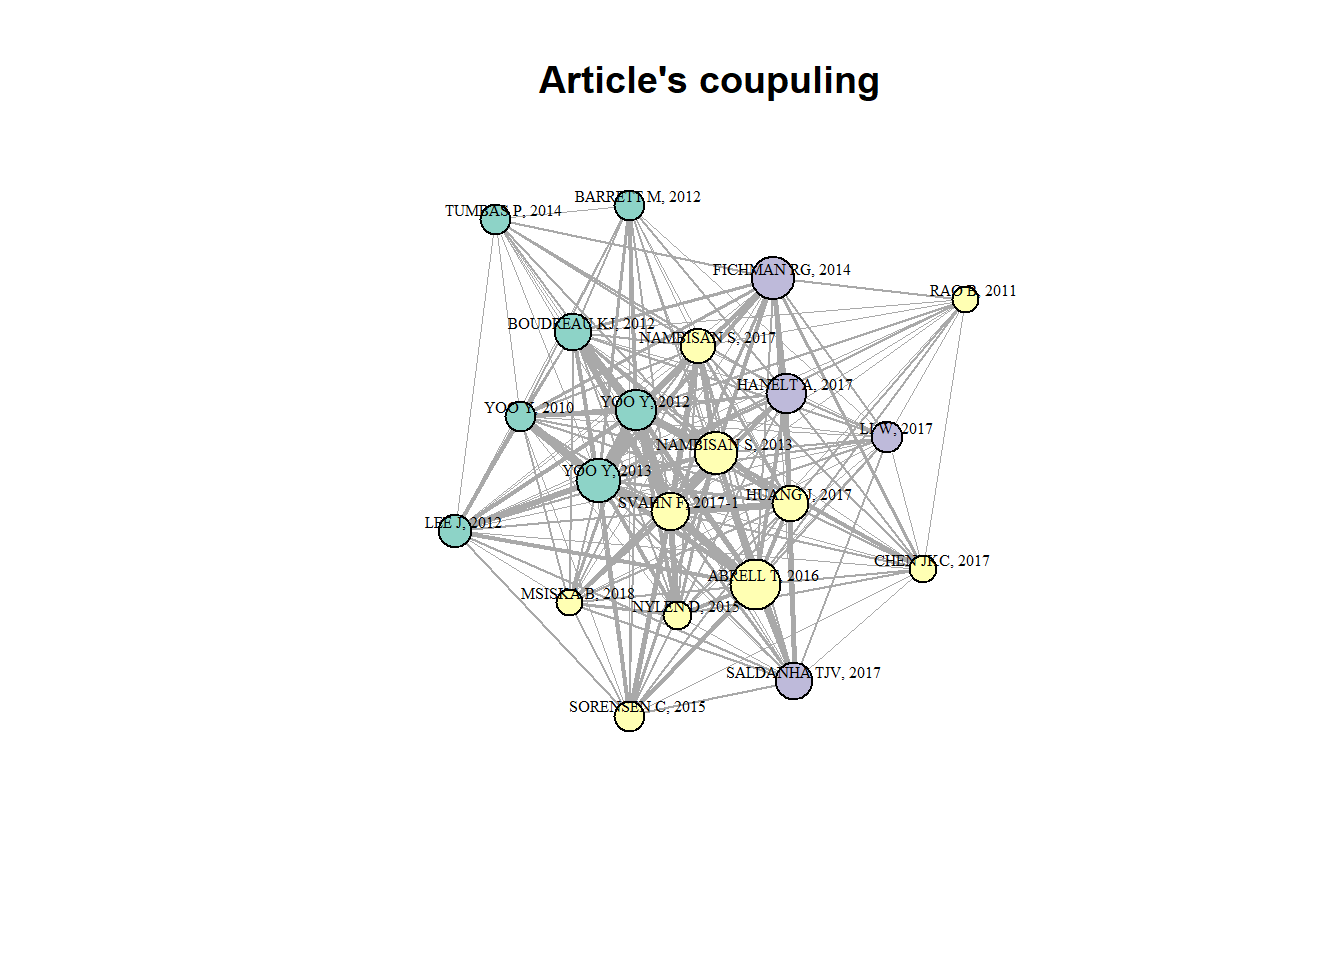 Article's coupuling
BARRETT M, 2012
TUMBAS P, 2014
FICHMAN RG, 2014
RAO B, 2011
BOUDREAU KJ, 2012
NAMBISAN S, 2017
HANELT A, 2017
YOO Y, 2012
YOO Y, 2010
LI W, 2017
NAMBISAN S, 2013
YOO Y, 2013
HUANG J, 2017
SVAHN F, 2017-1
LEE J, 2012
CHEN JKC, 2017
ABRELL T, 2016
MSISKA B, 2018
NYLEN D, 2015
SALDANHA TJV, 2017
SORENSEN C, 2015